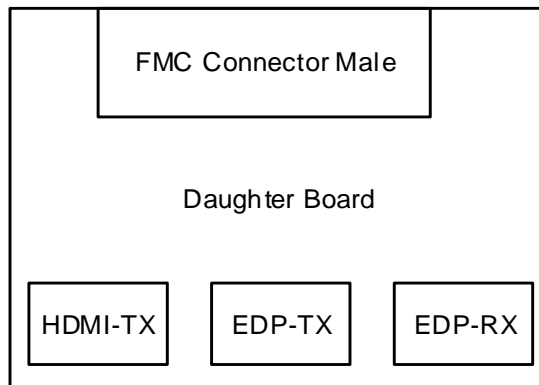 FMC Connector Male
Daughter Board
HDMI-TX
EDP-TX
EDP-RX